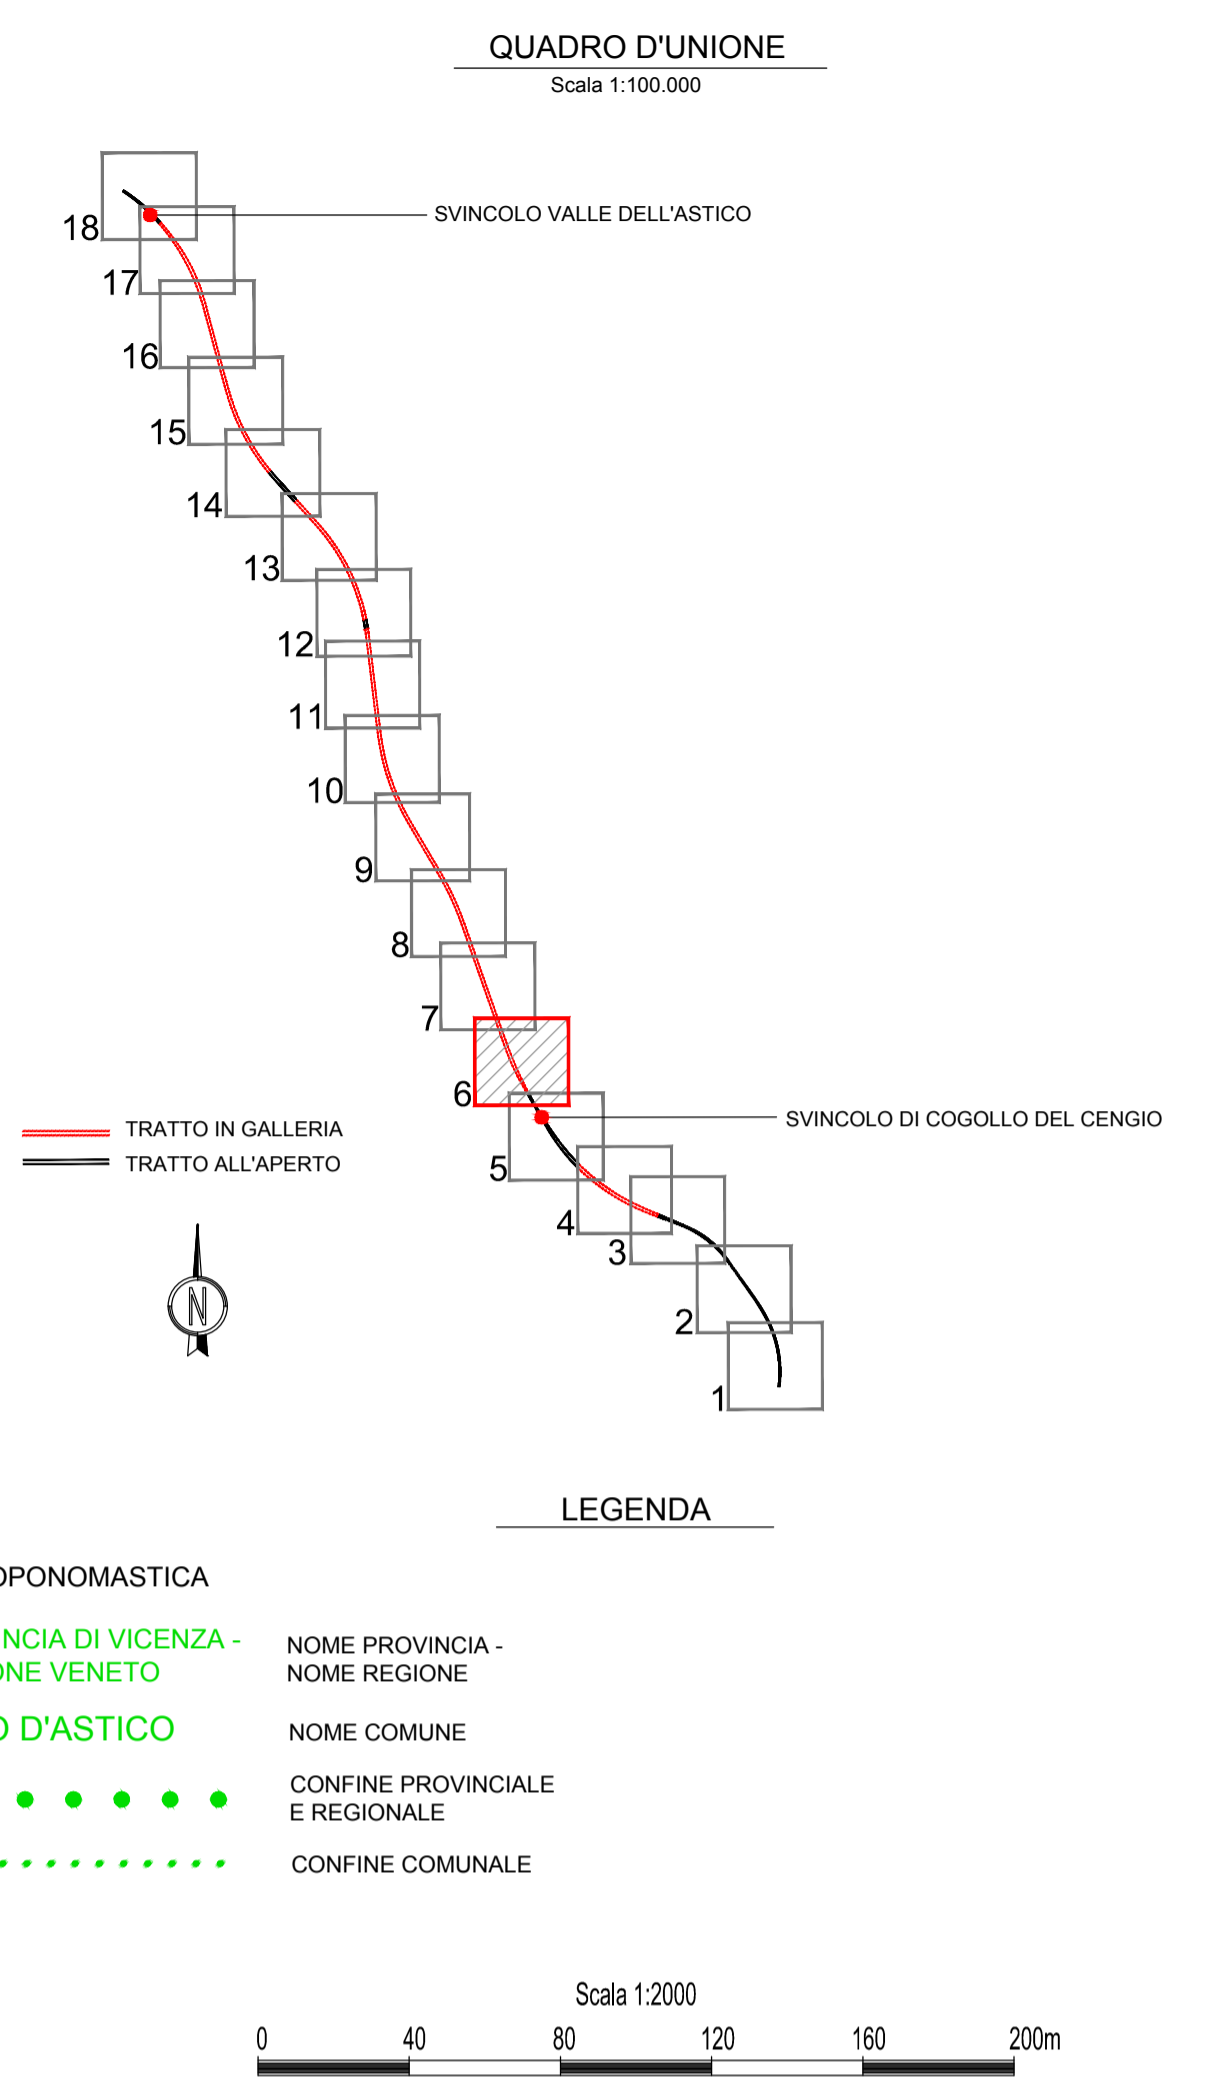 QUADRO D'UNIONE
Scala 1:100.000
18
SVINCOLO VALLE DELL'ASTICO
17
16
15
14
13
12
11
10
9
8
7
6
SVINCOLO DI COGOLLO DEL CENGIO
TRATTO IN GALLERIA
TRATTO ALL'APERTO
5
4
3
N
2
1
LEGENDA
OPONOMASTICA
NCIA DI VICENZA -
ONE VENETO
NOME PROVINCIA -
NOME REGIONE
O D'ASTICO
NOME COMUNE
CONFINE PROVINCIALE
E REGIONALE
CONFINE COMUNALE
Scala 1:2000
0 40 80 120 160 200m